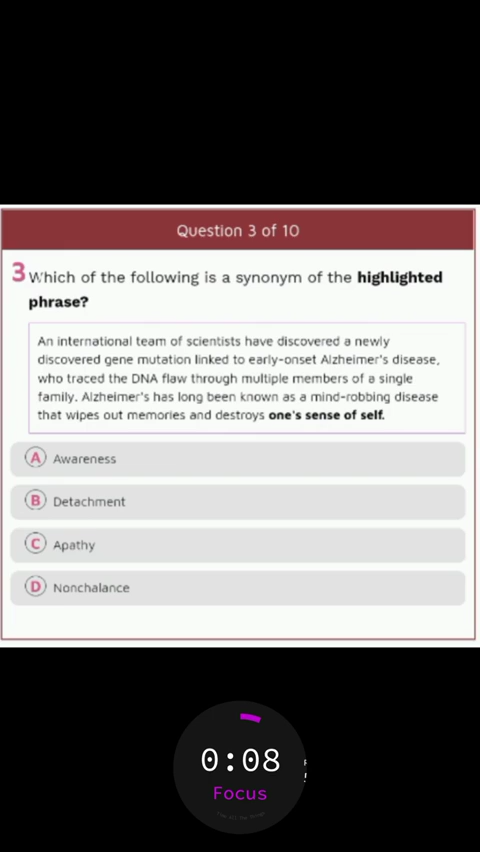 Question 3 of 10
3 Which of the following is a synonym of the highlighted
phrase?
An international team of scientists have discovered a newly
discovered gene mutation linked to early-onset Alzheimer's disease,
who traced the DNA flaw through multiple members of a single
family. Alzheimer's has long been known as a mind-robbing disease
that wipes out memories and destroys one's sense of self.
A Awareness
B Detachment
C Apathy
D Nonchalance
0:08
Focus